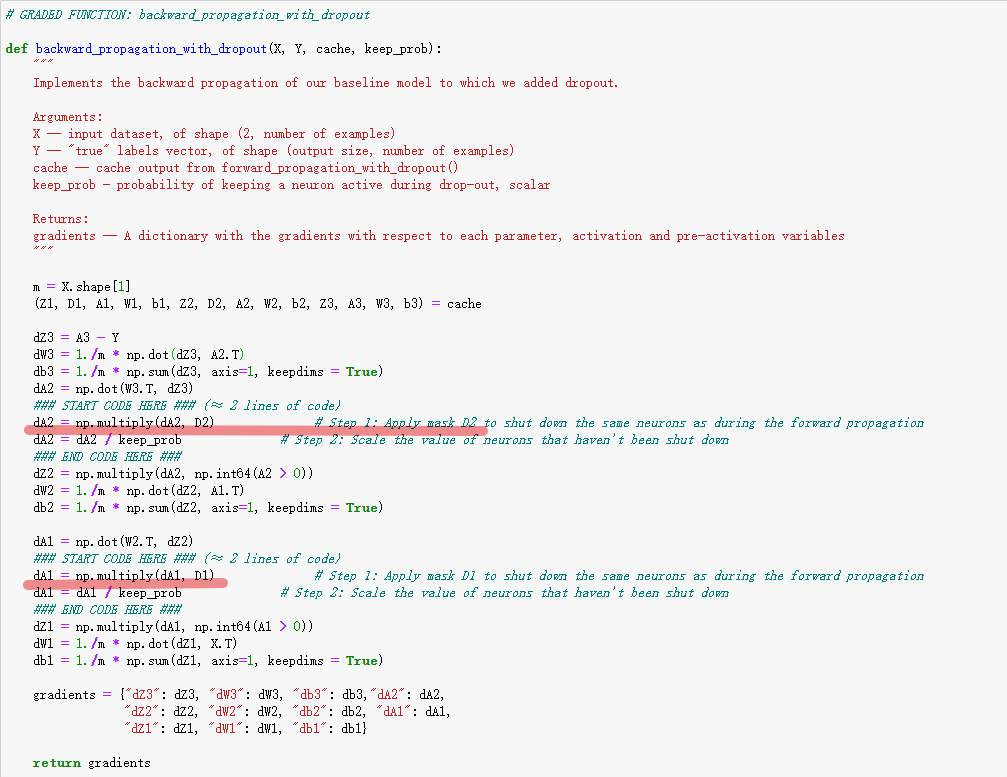 # GRADED FUNCTION: backward_propagation_with_dropout
def backward_propagation_with_dropout(X, Y, cache, keep_prob):
"""
Implements the backward propagation of our baseline model to which we added dropout.
Arguments:
X -- input dataset, of shape (2, number of examples)
Y -- "true" labels vector, of shape (output size, number of examples)
cache -- cache output from forward_propagation_with_dropout()
keep_prob - probability of keeping a neuron active during drop-out, scalar
Returns:
gradients -- A dictionary with the gradients with respect to each parameter, activation and pre-activation variables
"""
m = X.shape[1]
(Z1, D1, A1, W1, b1, Z2, D2, A2, W2, b2, Z3, A3, W3, b3) = cache
dZ3 = A3 - Y
dW3 = 1./m * np.dot(dZ3, A2.T)
db3 = 1./m * np.sum(dZ3, axis=1, keepdims = True)
dA2 = np.dot(W3.T, dZ3)
### START CODE HERE ### (≈ 2 lines of code)
dA2 = np.multiply(dA2, D2) # Step 1: Apply mask D2 to shut down the same neurons as during the forward propagation
dA2 = dA2 / keep_prob # Step 2: Scale the value of neurons that haven't been shut down
### END CODE HERE ###
dZ2 = np.multiply(dA2, np.int64(A2 > 0))
dW2 = 1./m * np.dot(dZ2, A1.T)
db2 = 1./m * np.sum(dZ2, axis=1, keepdims = True)
dA1 = np.dot(W2.T, dZ2)
### START CODE HERE ### (≈ 2 lines of code)
dA1 = np.multiply(dA1, D1) # Step 1: Apply mask D1 to shut down the same neurons as during the forward propagation
dA1 = dA1 / keep_prob # Step 2: Scale the value of neurons that haven't been shut down
### END CODE HERE ###
dZ1 = np.multiply(dA1, np.int64(A1 > 0))
dW1 = 1./m * np.dot(dZ1, X.T)
db1 = 1./m * np.sum(dZ1, axis=1, keepdims = True)
gradients = {"dZ3": dZ3, "dW3": dW3, "db3": db3,"dA2": dA2,
"dZ2": dZ2, "dW2": dW2, "db2": db2, "dA1": dA1,
"dZ1": dZ1, "dW1": dW1, "db1": db1}
return gradients